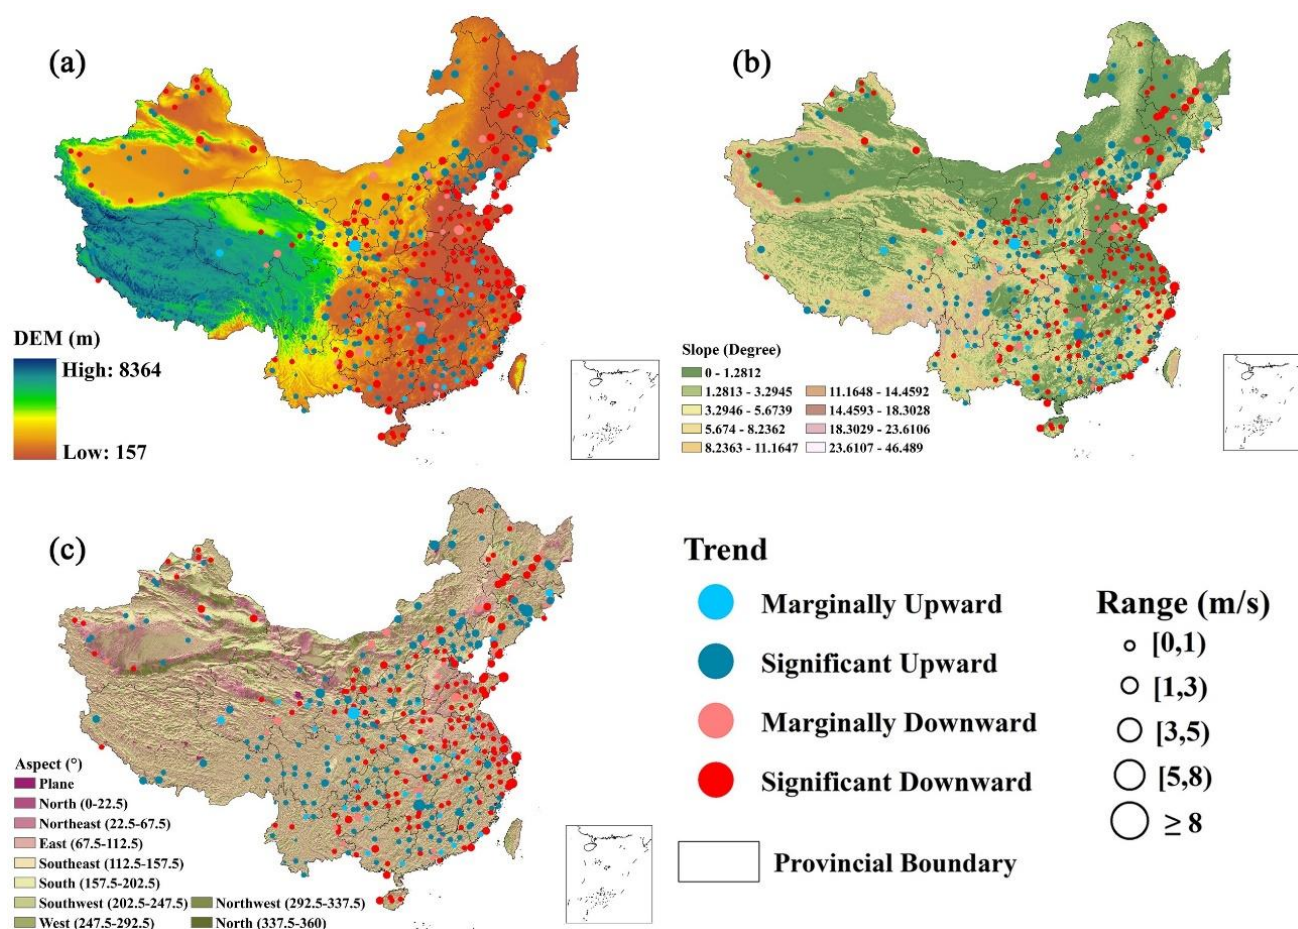 (a)
DEM (m)
High: 8364
Low: 157
(b)
Slope (Degree)
0 - 1.2812
1.2813 - 3.2945
3.2946 - 5.6739
5.674 - 8.2362
8.2363 - 11.1647
11.1648 - 14.4592
14.4593 - 18.3028
18.3029 - 23.6106
23.6107 - 46.489
(c)
Aspect (°)
Plane
North (0-22.5)
Northeast (22.5-67.5)
East (67.5-112.5)
Southeast (112.5-157.5)
South (157.5-202.5)
Southwest (202.5-247.5)
West (247.5-292.5)
Northwest (292.5-337.5)
North (337.5-360)
Trend
Marginally Upward
Significant Upward
Marginally Downward
Significant Downward
Provincial Boundary
Range (m/s)
[0,1)
[1,3)
[3,5)
[5,8)
≥ 8